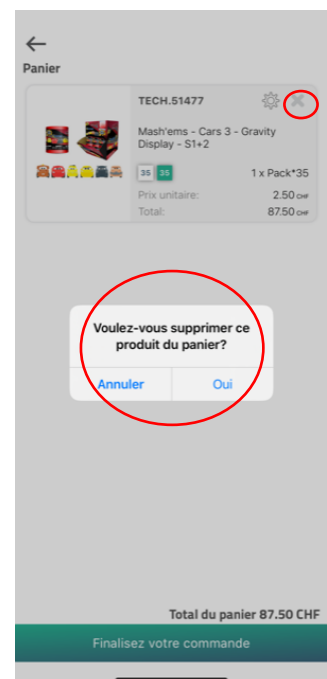 Panier
TECH.51477
Mash'ems - Cars 3 - Gravity
Display - S1+2
35 35 1 x Pack*35
Prix unitaire: 2.50 CHF
Total: 87.50 CHF
Voulez-vous supprimer ce
produit du panier?
Annuler Oui
Total du panier 87.50 CHF
Finalisez votre commande